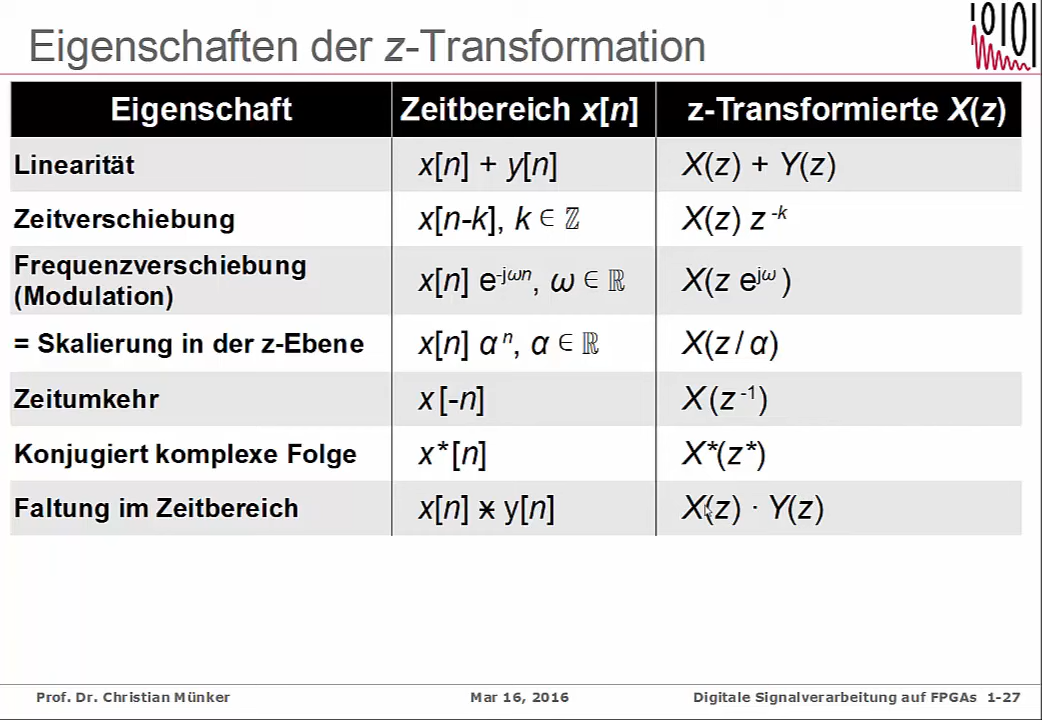 Eigenschaften der z-Transformation
Eigenschaft Zeitbereich x[n] z-Transformierte X(z)
Linearität x[n] + y[n] X(z) + Y(z)
Zeitverschiebung x[n-k], k ∈ ℤ X(z) z⁻ᵏ
Frequenzverschiebung
(Modulation) x[n] e^-jωn, ω ∈ ℝ X(z e^jω)
= Skalierung in der z-Ebene x[n] αⁿ, α ∈ ℝ X(z / α)
Zeitumkehr x[-n] X(z⁻¹)
Konjugiert komplexe Folge x*[n] X*(z*)
Faltung im Zeitbereich x[n] ∗ y[n] X(z) · Y(z)
Prof. Dr. Christian Münker Mar 16, 2016 Digitale Signalverarbeitung auf FPGAs 1-27